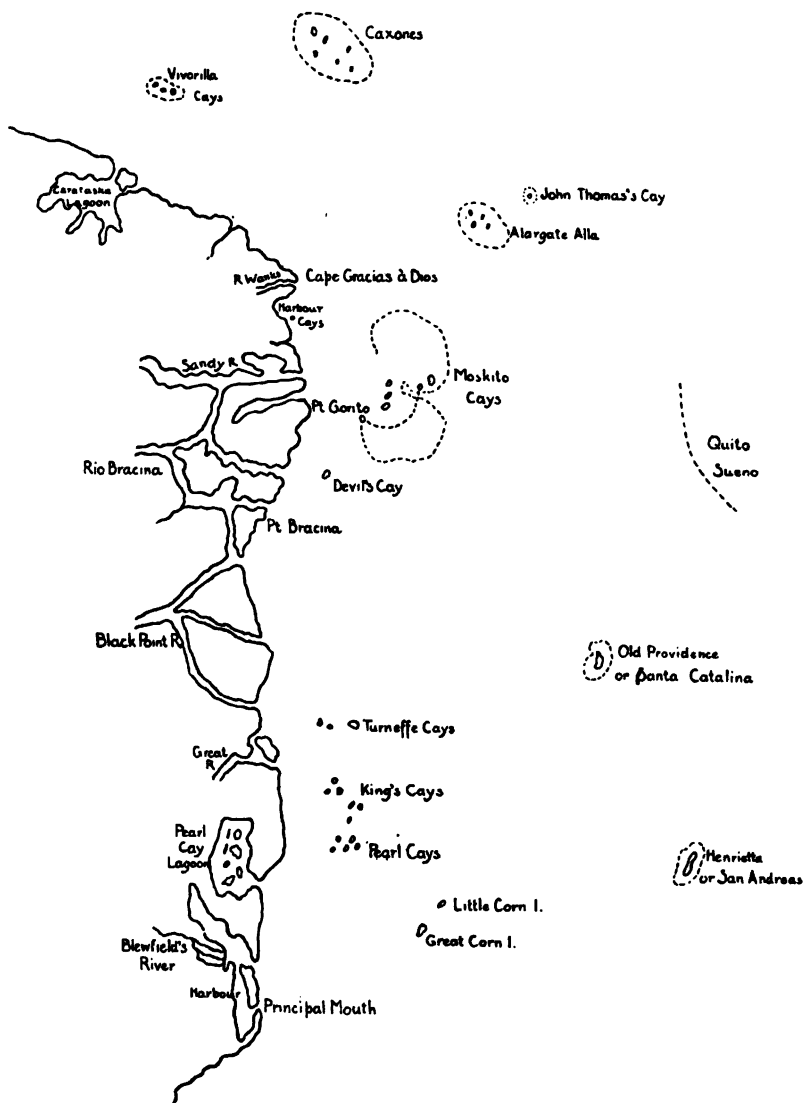 Caxones
Vivorilla
Cays
Carataska
Lagoon
John Thomas's Cay
Alargate Alla
R Wanks
Cape Gracias à Dios
Harbour
Cays
Sandy R
Moskito
Cays
Pt Gorito
Quito
Sueno
Rio Bracina
Devil's Cay
Pt Bracina
Black Point R
Old Providence
or Santa Catalina
Turneffe Cays
Great
R
King's Cays
Pearl
Cay
Lagoon
Pearl Cays
Henrietta
or San Andreas
Little Corn I.
Great Corn I.
Blewfield's
River
Harbour
Principal Mouth